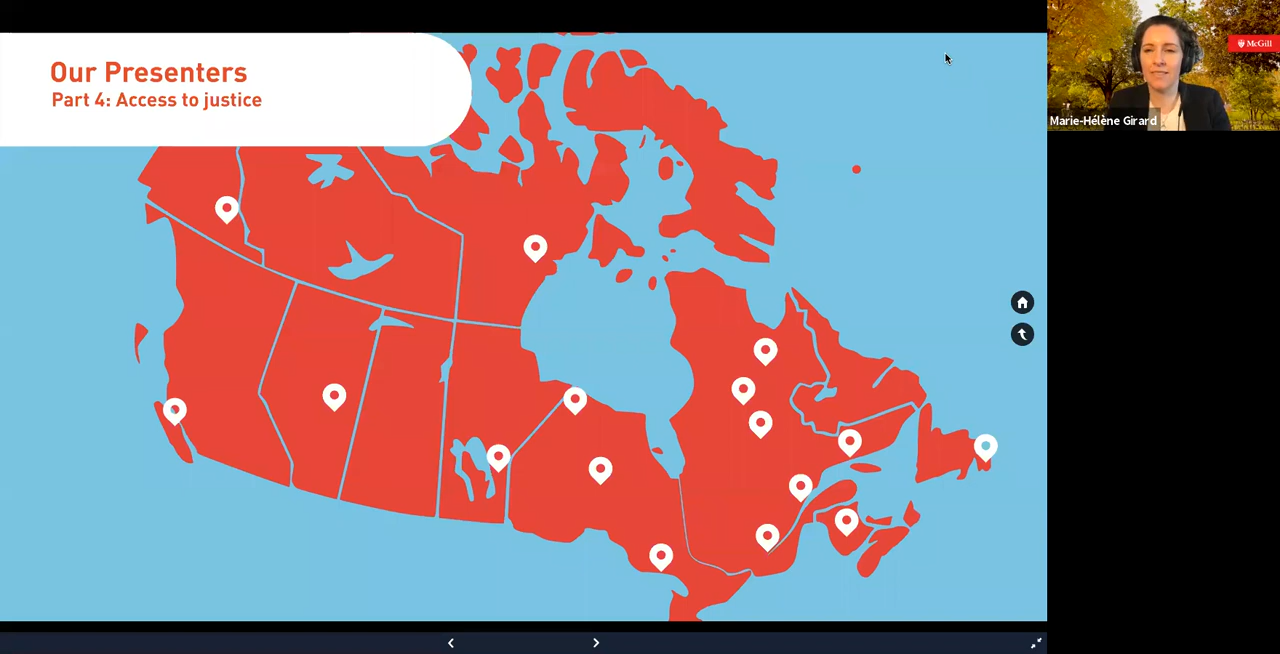 Our Presenters
Part 4: Access to justice
McGill
Marie-Hélène Girard